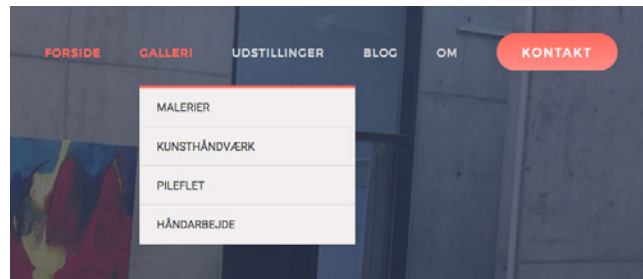 FORSIDE GALLERI UDSTILLINGER BLOG OM KONTAKT
MALERIER
KUNSTHÅNDVÆRK
PILEFLET
HÅNDARBEJDE